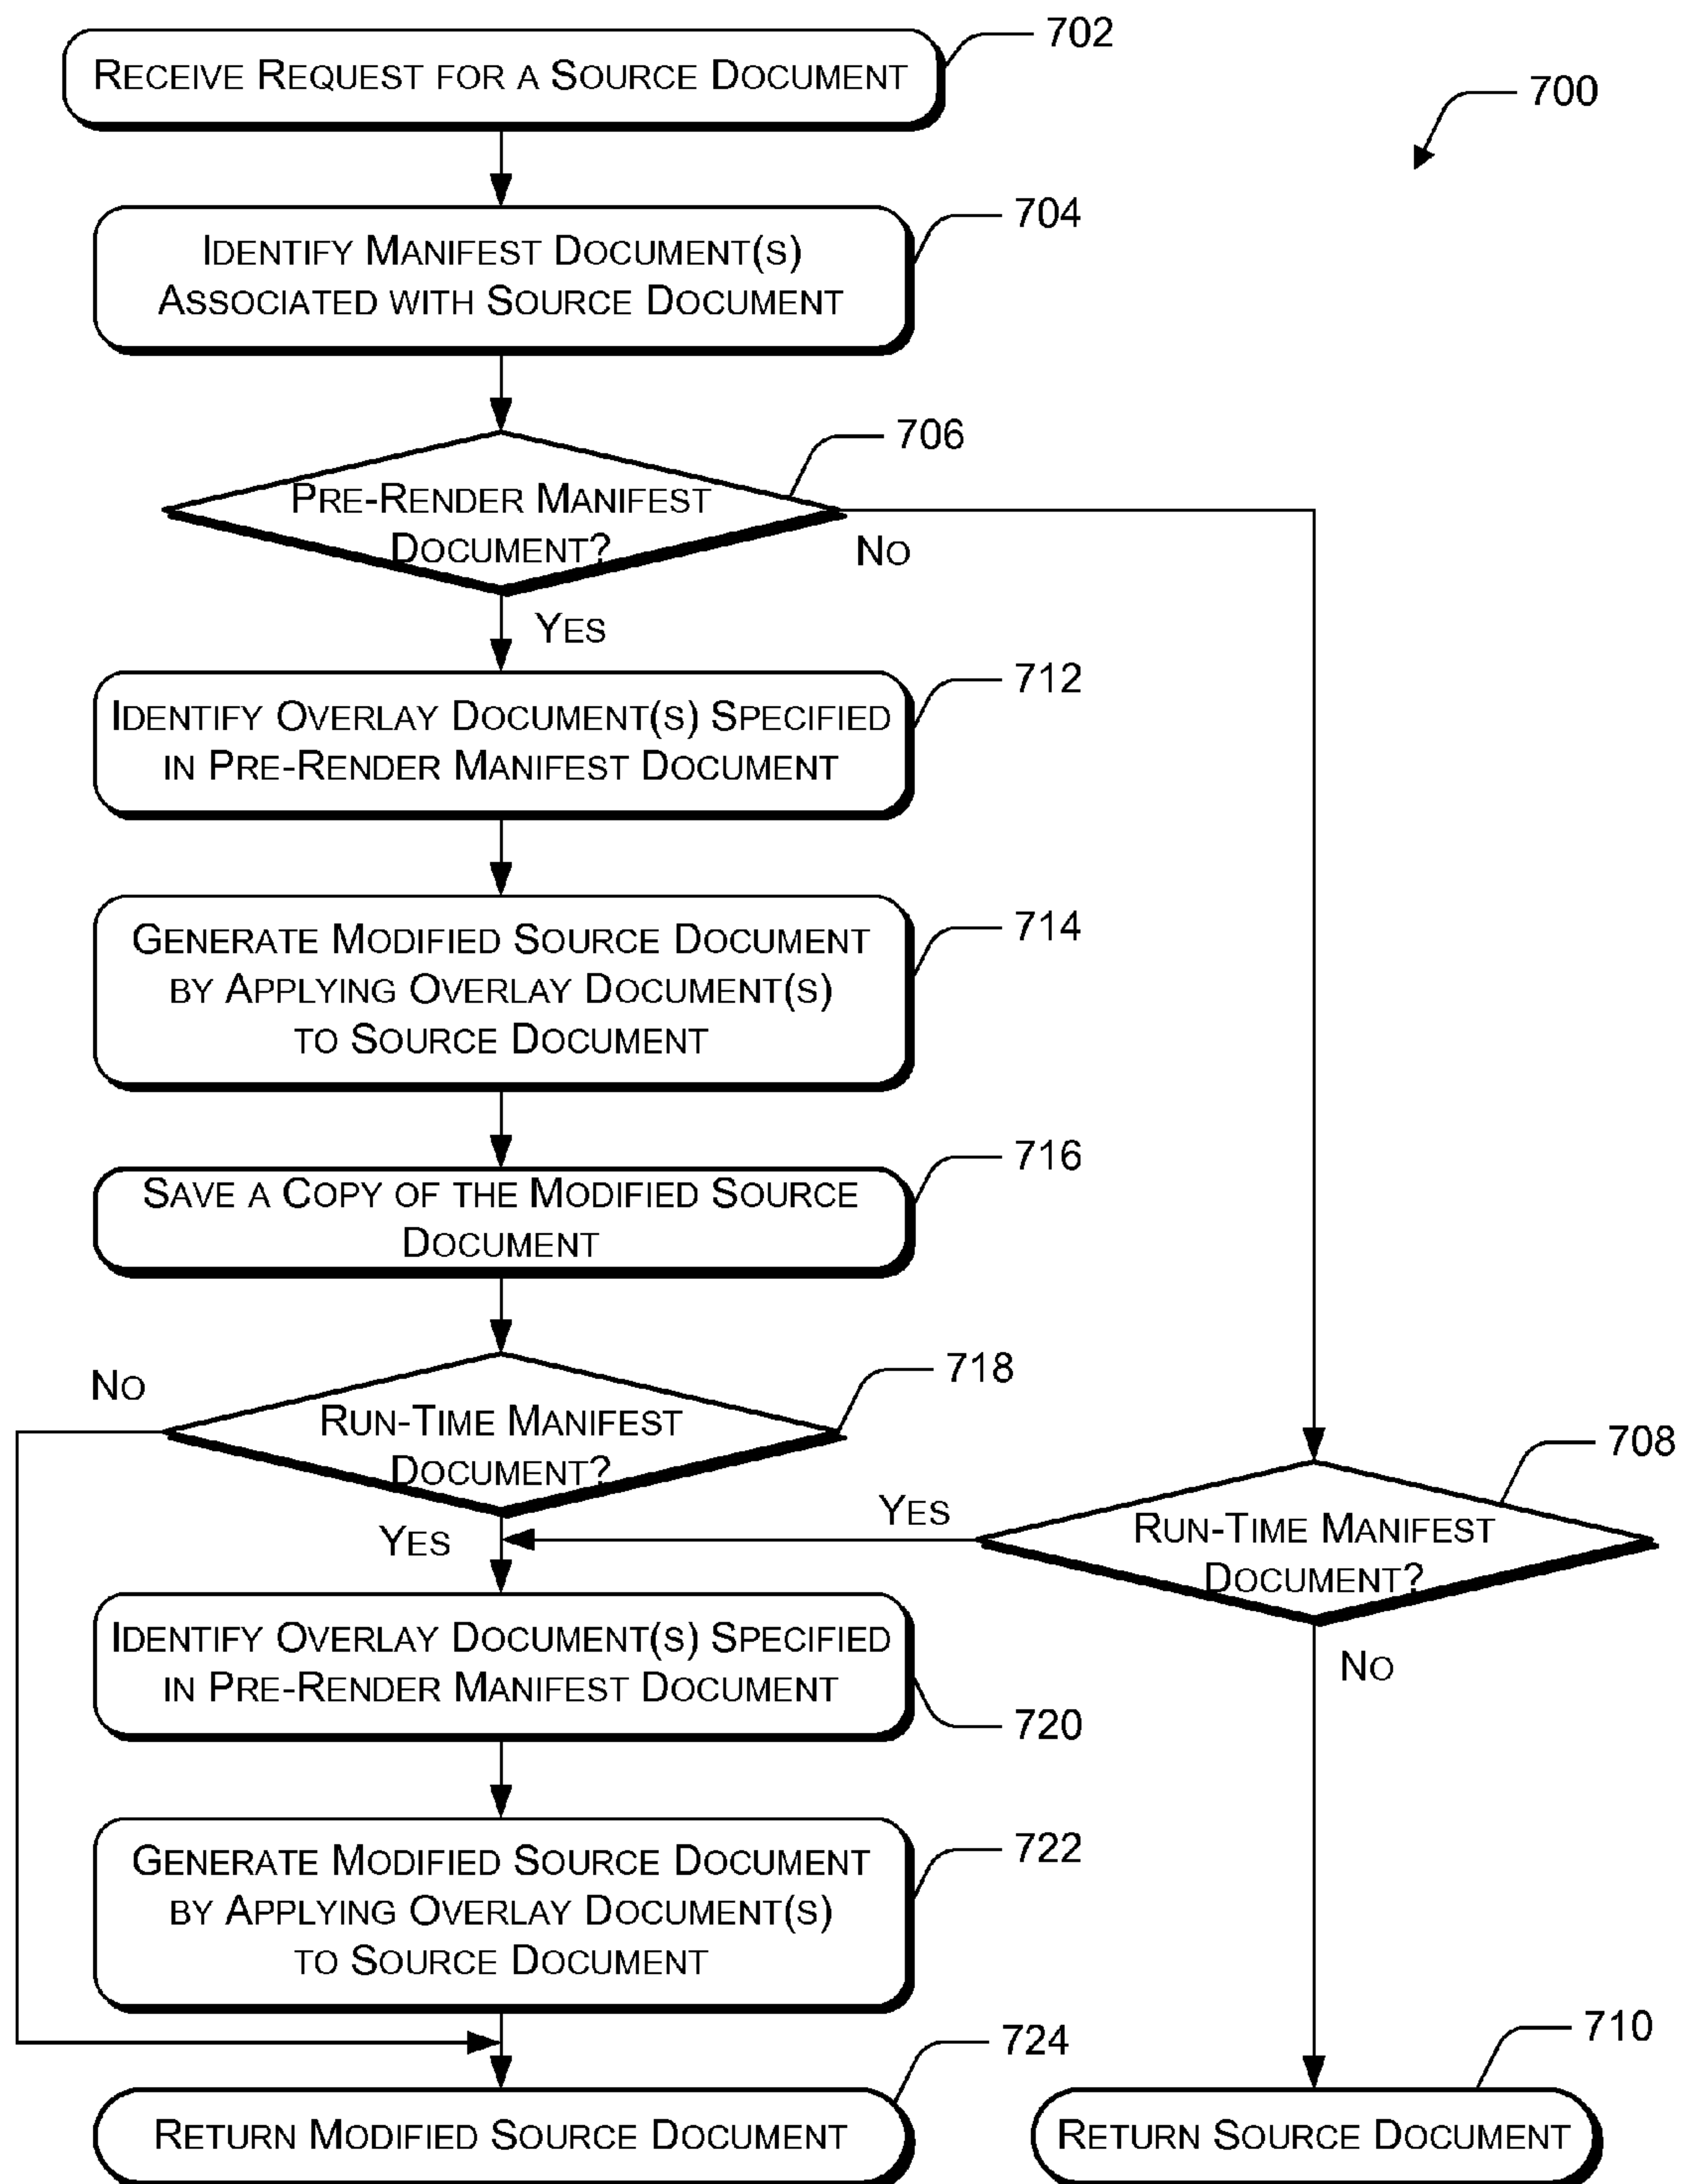 RECEIVE REQUEST FOR A SOURCE DOCUMENT
702
700
IDENTIFY MANIFEST DOCUMENT(S)
ASSOCIATED WITH SOURCE DOCUMENT
704
706
PRE-RENDER MANIFEST
DOCUMENT?
NO
YES
IDENTIFY OVERLAY DOCUMENT(S) SPECIFIED
IN PRE-RENDER MANIFEST DOCUMENT
712
GENERATE MODIFIED SOURCE DOCUMENT
BY APPLYING OVERLAY DOCUMENT(S)
TO SOURCE DOCUMENT
714
SAVE A COPY OF THE MODIFIED SOURCE
DOCUMENT
716
NO
RUN-TIME MANIFEST
DOCUMENT?
718
YES
708
RUN-TIME MANIFEST
DOCUMENT?
YES
NO
IDENTIFY OVERLAY DOCUMENT(S) SPECIFIED
IN PRE-RENDER MANIFEST DOCUMENT
720
GENERATE MODIFIED SOURCE DOCUMENT
BY APPLYING OVERLAY DOCUMENT(S)
TO SOURCE DOCUMENT
722
724
RETURN MODIFIED SOURCE DOCUMENT
710
RETURN SOURCE DOCUMENT